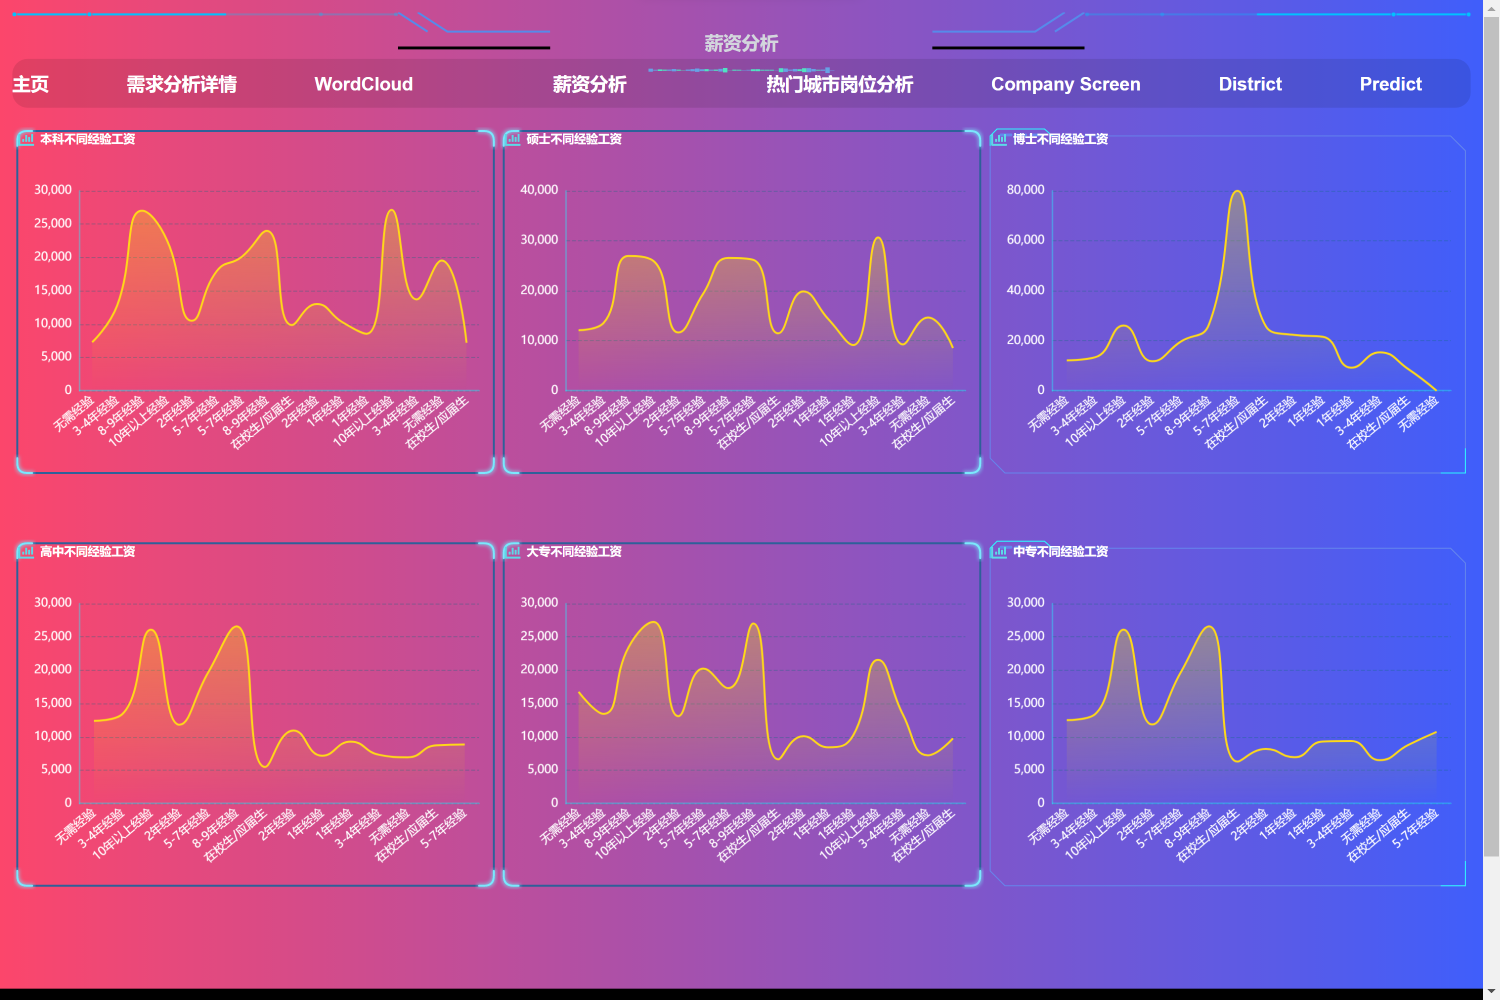 薪资分析
主页 需求分析详情 WordCloud 薪资分析 热门城市岗位分析 Company Screen District Predict
本科不同经验工资
30,000
25,000
20,000
15,000
10,000
5,000
0
无需经验 3-4年经验 8-9年经验 10年以上经验 2年经验 5-7年经验 5-7年经验 8-9年经验 在校生/应届生 2年经验 1年经验 1年经验 10年以上经验 3-4年经验 无需经验 在校生/应届生
硕士不同经验工资
40,000
30,000
20,000
10,000
0
无需经验 3-4年经验 8-9年经验 10年以上经验 2年经验 5-7年经验 8-9年经验 5-7年经验 在校生/应届生 2年经验 1年经验 1年经验 10年以上经验 3-4年经验 无需经验 在校生/应届生
博士不同经验工资
80,000
60,000
40,000
20,000
0
无需经验 3-4年经验 10年以上经验 2年经验 5-7年经验 8-9年经验 5-7年经验 在校生/应届生 2年经验 1年经验 1年经验 3-4年经验 在校生/应届生 无需经验
高中不同经验工资
30,000
25,000
20,000
15,000
10,000
5,000
0
无需经验 3-4年经验 10年以上经验 2年经验 5-7年经验 8-9年经验 在校生/应届生 2年经验 1年经验 1年经验 3-4年经验 无需经验 在校生/应届生 5-7年经验
大专不同经验工资
30,000
25,000
20,000
15,000
10,000
5,000
0
无需经验 3-4年经验 8-9年经验 10年以上经验 2年经验 5-7年经验 5-7年经验 8-9年经验 在校生/应届生 2年经验 1年经验 1年经验 10年以上经验 3-4年经验 无需经验 在校生/应届生
中专不同经验工资
30,000
25,000
20,000
15,000
10,000
5,000
0
无需经验 3-4年经验 10年以上经验 2年经验 5-7年经验 8-9年经验 在校生/应届生 2年经验 1年经验 1年经验 3-4年经验 无需经验 在校生/应届生 5-7年经验